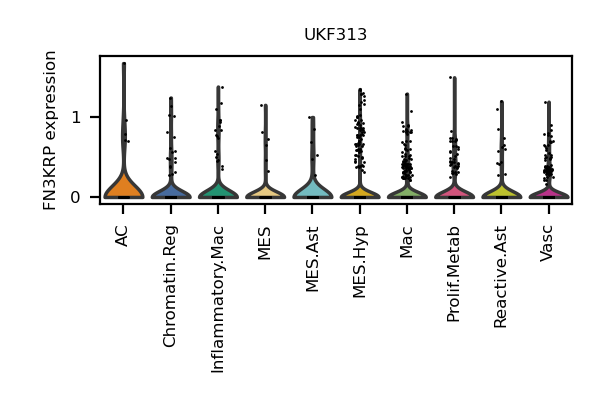 UKF313
FN3KRP expression
1
0
AC
Chromatin.Reg
Inflammatory.Mac
MES
MES.Ast
MES.Hyp
Mac
Prolif.Metab
Reactive.Ast
Vasc